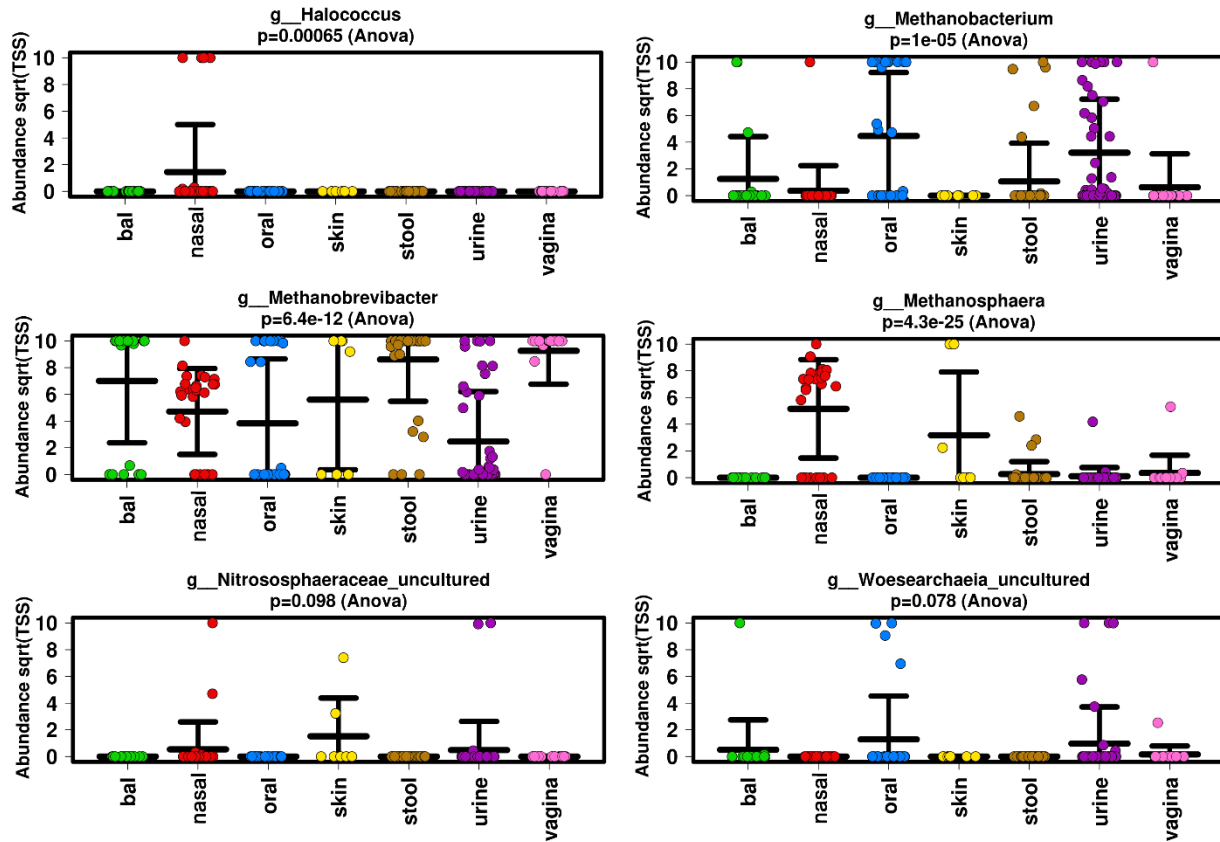 g__Halococcus
p=0.00065 (Anova)
Abundance sqrt(TSS)
10
8
6
4
2
0
bal
nasal
oral
skin
stool
urine
vagina
g__Methanobacterium
p=1e-05 (Anova)
Abundance sqrt(TSS)
10
8
6
4
2
0
bal
nasal
oral
skin
stool
urine
vagina
g__Methanobrevibacter
p=6.4e-12 (Anova)
Abundance sqrt(TSS)
10
8
6
4
2
0
bal
nasal
oral
skin
stool
urine
vagina
g__Methanosphaera
p=4.3e-25 (Anova)
Abundance sqrt(TSS)
10
8
6
4
2
0
bal
nasal
oral
skin
stool
urine
vagina
g__Nitrososphaeraceae_uncultured
p=0.098 (Anova)
Abundance sqrt(TSS)
10
8
6
4
2
0
bal
nasal
oral
skin
stool
urine
vagina
g__Woesearchaeia_uncultured
p=0.078 (Anova)
Abundance sqrt(TSS)
10
8
6
4
2
0
bal
nasal
oral
skin
stool
urine
vagina